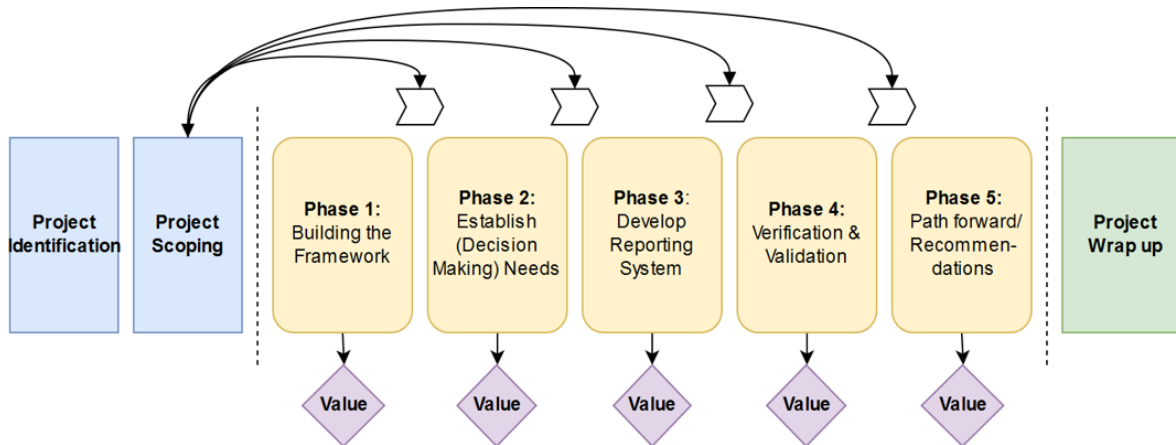 Project
Identification
Project
Scoping
Phase 1:
Building the
Framework
Phase 2:
Establish
(Decision
Making) Needs
Phase 3:
Develop
Reporting
System
Phase 4:
Verification &
Validation
Phase 5:
Path forward/
Recommen-
dations
Project
Wrap up
Value
Value
Value
Value
Value